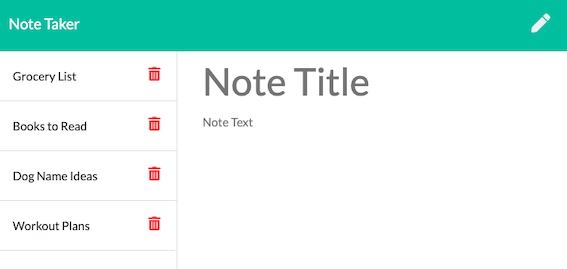 Note Taker
Grocery List
Books to Read
Dog Name Ideas
Workout Plans
Note Title
Note Text